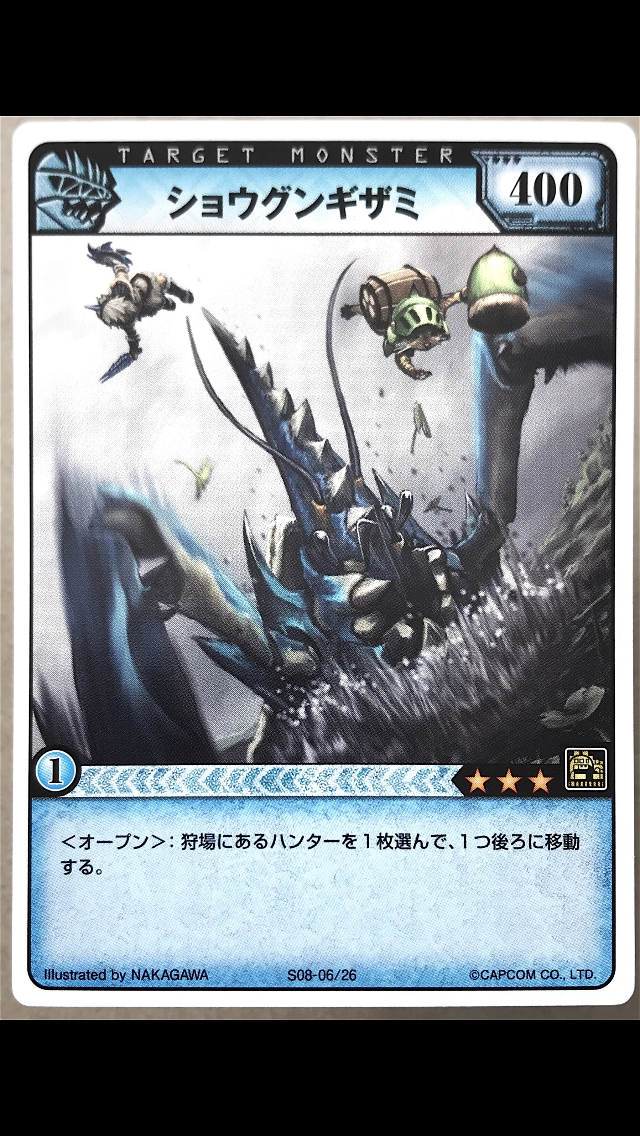 TARGET MONSTER
ショウグンギザミ
400
1
＜オープン＞：狩場にあるハンターを１枚選んで、１つ後ろに移動
する。
Illustrated by NAKAGAWA
S08-06/26
©CAPCOM CO., LTD.